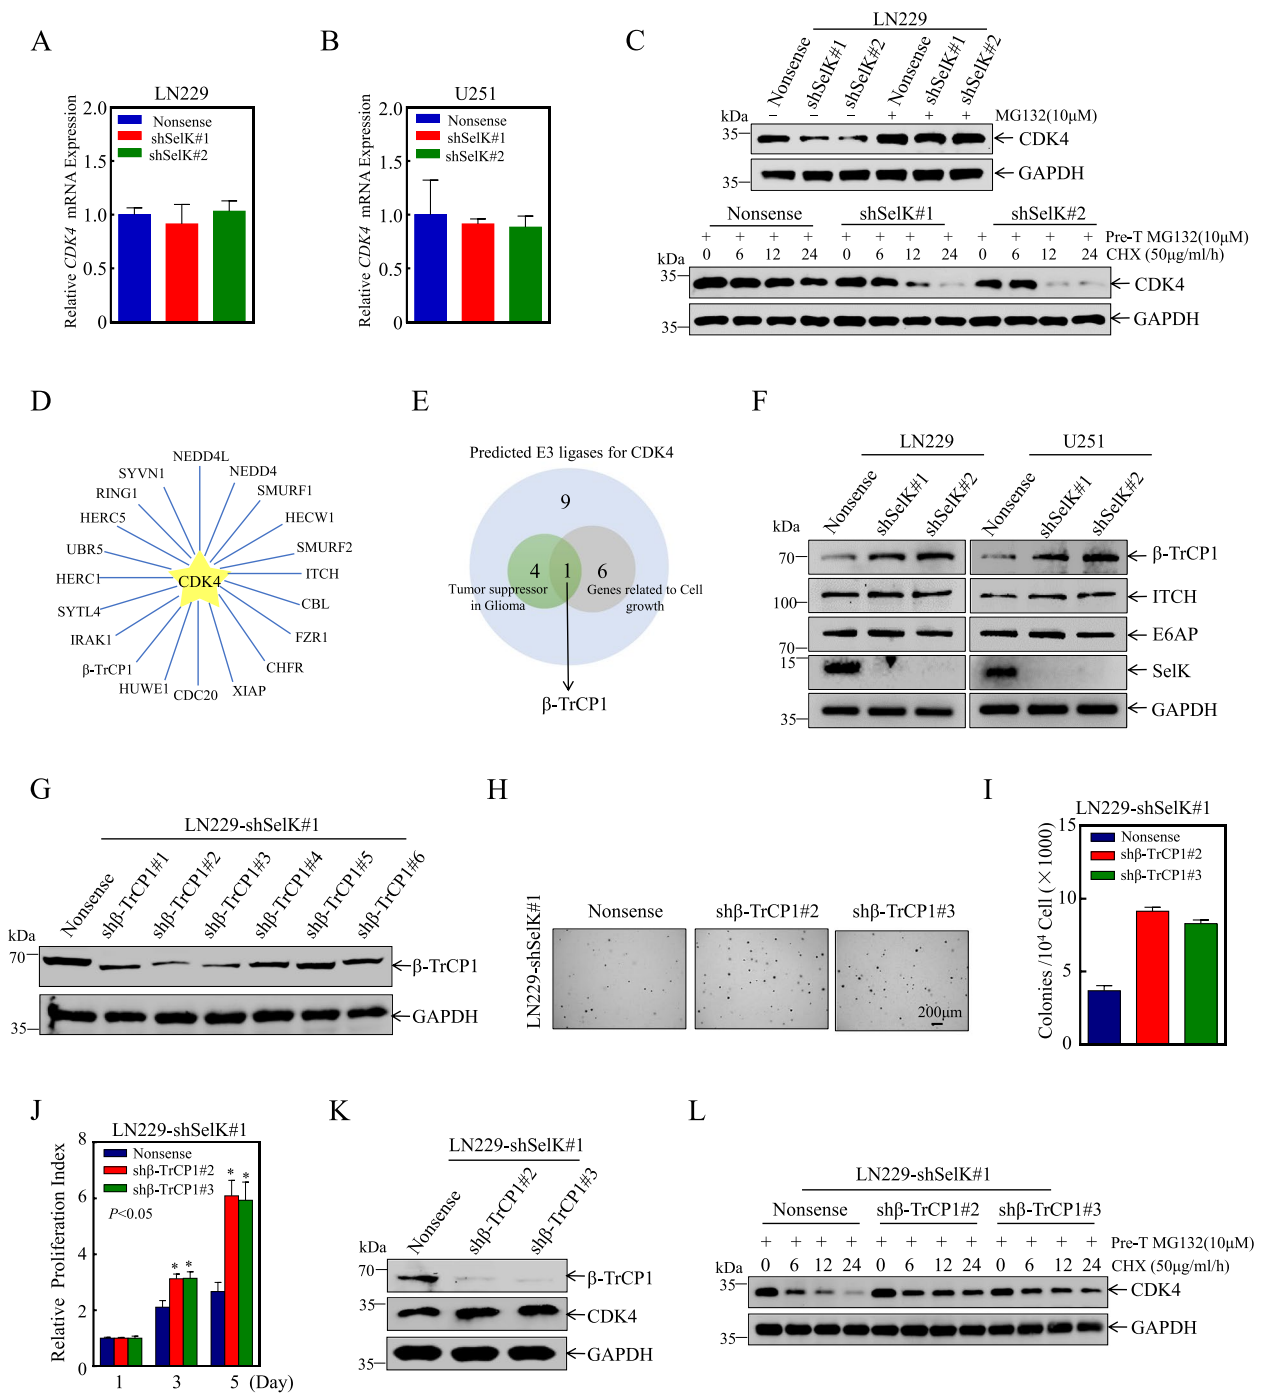 A
LN229
Relative CDK4 mRNA Expression
2.0
1.5
1.0
0.5
0
Nonsense
shSelK#1
shSelK#2
B
U251
Relative CDK4 mRNA Expression
2.0
1.5
1.0
0.5
0
Nonsense
shSelK#1
shSelK#2
C
LN229
Nonsense shSelK#1 shSelK#2 Nonsense shSelK#1 shSelK#2
kDa − − − + + + MG132(10μM)
35 CDK4
35 GAPDH
Nonsense shSelK#1 shSelK#2
+ + + + + + + + + + + + Pre-T MG132(10μM)
kDa 0 6 12 24 0 6 12 24 0 6 12 24 CHX (50μg/ml/h)
35 CDK4
35 GAPDH
D
NEDD4L
SYVN1 NEDD4
RING1 SMURF1
HERC5 HECW1
UBR5 SMURF2
HERC1 CDK4 ITCH
SYTL4 CBL
IRAK1 FZR1
β-TrCP1 CHFR
HUWE1 CDC20 XIAP
E
Predicted E3 ligases for CDK4
9
4 1 6
Tumor suppressor Genes related to Cell
in Glioma growth
β-TrCP1
F
LN229 U251
Nonsense shSelK#1 shSelK#2 Nonsense shSelK#1 shSelK#2
kDa
70 β-TrCP1
100 ITCH
70 E6AP
15 SelK
35 GAPDH
G
LN229-shSelK#1
Nonsense shβ-TrCP1#1 shβ-TrCP1#2 shβ-TrCP1#3 shβ-TrCP1#4 shβ-TrCP1#5 shβ-TrCP1#6
kDa
70 β-TrCP1
35 GAPDH
H
LN229-shSelK#1
Nonsense shβ-TrCP1#2 shβ-TrCP1#3
200μm
I
LN229-shSelK#1
Colonies /10⁴ Cell (×1000)
15
10
5
0
Nonsense
shβ-TrCP1#2
shβ-TrCP1#3
J
LN229-shSelK#1
Relative Proliferation Index
8
6
4
2
0
Nonsense
shβ-TrCP1#2
shβ-TrCP1#3
P<0.05
* * * *
1 3 5 (Day)
K
LN229-shSelK#1
Nonsense shβ-TrCP1#2 shβ-TrCP1#3
kDa
70 β-TrCP1
35 CDK4
35 GAPDH
L
LN229-shSelK#1
Nonsense shβ-TrCP1#2 shβ-TrCP1#3
+ + + + + + + + + + + + Pre-T MG132(10μM)
kDa 0 6 12 24 0 6 12 24 0 6 12 24 CHX (50μg/ml/h)
35 CDK4
35 GAPDH